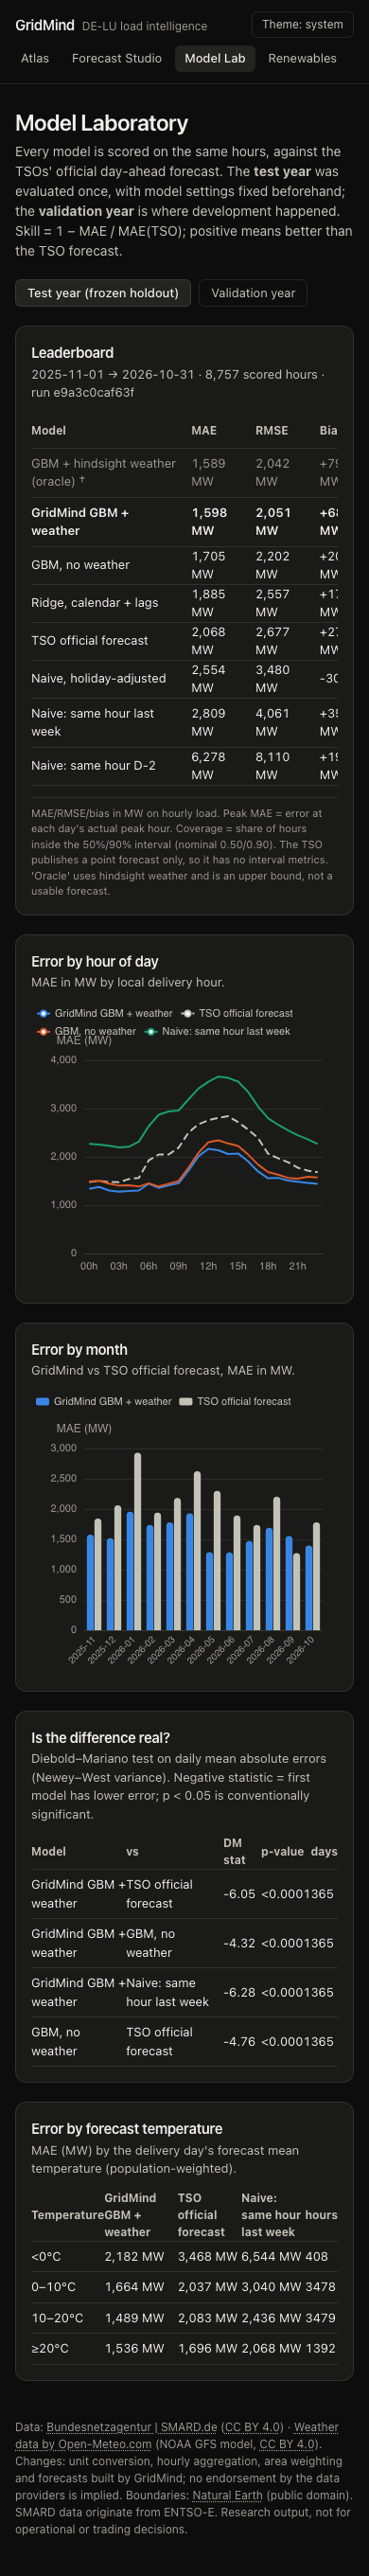 GridMind DE-LU load intelligence
Theme: system
Atlas Forecast Studio Model Lab Renewables
Model Laboratory
Every model is scored on the same hours, against the
TSOs' official day-ahead forecast. The test year was
evaluated once, with model settings fixed beforehand;
the validation year is where development happened.
Skill = 1 − MAE / MAE(TSO); positive means better than
the TSO forecast.
Test year (frozen holdout) Validation year
Leaderboard
2025-11-01 → 2026-10-31 · 8,757 scored hours ·
run e9a3c0caf63f
Model MAE RMSE
GBM + hindsight weather (oracle) † 1,589 MW 2,042 MW
GridMind GBM + weather 1,598 MW 2,051 MW
GBM, no weather 1,705 MW 2,202 MW
Ridge, calendar + lags 1,885 MW 2,557 MW
TSO official forecast 2,068 MW 2,677 MW
Naive, holiday-adjusted 2,554 MW 3,480 MW
Naive: same hour last week 2,809 MW 4,061 MW
Naive: same hour D-2 6,278 MW 8,110 MW
MAE/RMSE/bias in MW on hourly load. Peak MAE = error at
each day's actual peak hour. Coverage = share of hours
inside the 50%/90% interval (nominal 0.50/0.90). The TSO
publishes a point forecast only, so it has no interval metrics.
'Oracle' uses hindsight weather and is an upper bound, not a
usable forecast.
Error by hour of day
MAE in MW by local delivery hour.
GridMind GBM + weather TSO official forecast
GBM, no weather Naive: same hour last week
MAE (MW)
4,000
3,000
2,000
1,000
0
00h 03h 06h 09h 12h 15h 18h 21h
Error by month
GridMind vs TSO official forecast, MAE in MW.
GridMind GBM + weather TSO official forecast
MAE (MW)
3,000
2,500
2,000
1,500
1,000
500
0
2025-11 2025-12 2026-01 2026-02 2026-03 2026-04 2026-05 2026-06 2026-07 2026-08 2026-09 2026-10
Is the difference real?
Diebold–Mariano test on daily mean absolute errors
(Newey–West variance). Negative statistic = first
model has lower error; p < 0.05 is conventionally
significant.
Model vs DM stat p-value days
GridMind GBM + weather TSO official forecast -6.05 <0.0001 365
GridMind GBM + weather GBM, no weather -4.32 <0.0001 365
GridMind GBM + weather Naive: same hour last week -6.28 <0.0001 365
GBM, no weather TSO official forecast -4.76 <0.0001 365
Error by forecast temperature
MAE (MW) by the delivery day's forecast mean
temperature (population-weighted).
Temperature GridMind GBM + weather TSO official forecast Naive: same hour last week hours
<0°C 2,182 MW 3,468 MW 6,544 MW 408
0–10°C 1,664 MW 2,037 MW 3,040 MW 3478
10–20°C 1,489 MW 2,083 MW 2,436 MW 3479
≥20°C 1,536 MW 1,696 MW 2,068 MW 1392
Data: Bundesnetzagentur | SMARD.de (CC BY 4.0) · Weather
data by Open-Meteo.com (NOAA GFS model, CC BY 4.0).
Changes: unit conversion, hourly aggregation, area weighting
and forecasts built by GridMind; no endorsement by the data
providers is implied. Boundaries: Natural Earth (public domain).
SMARD data originate from ENTSO-E. Research output, not for
operational or trading decisions.